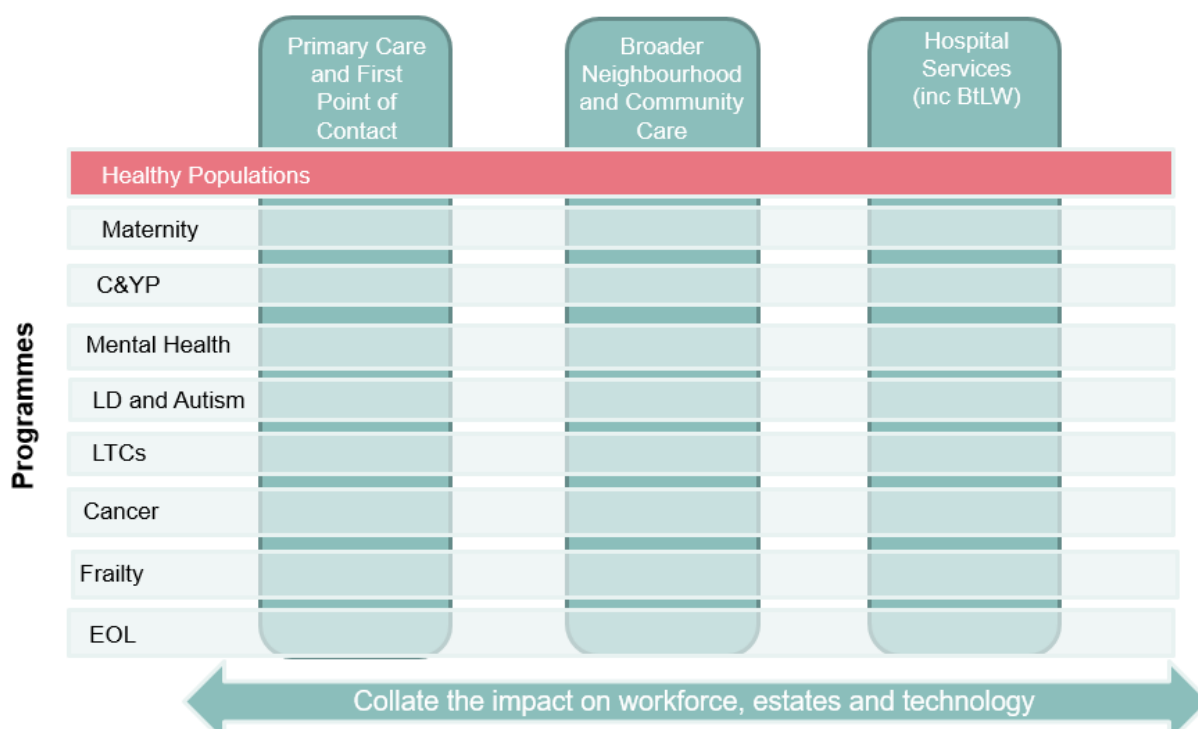 Primary Care
and First
Point of
Contact
Broader
Neighbourhood
and Community
Care
Hospital
Services
(inc BtLW)
Programmes
Healthy Populations
Maternity
C&YP
Mental Health
LD and Autism
LTCs
Cancer
Frailty
EOL
Collate the impact on workforce, estates and technology